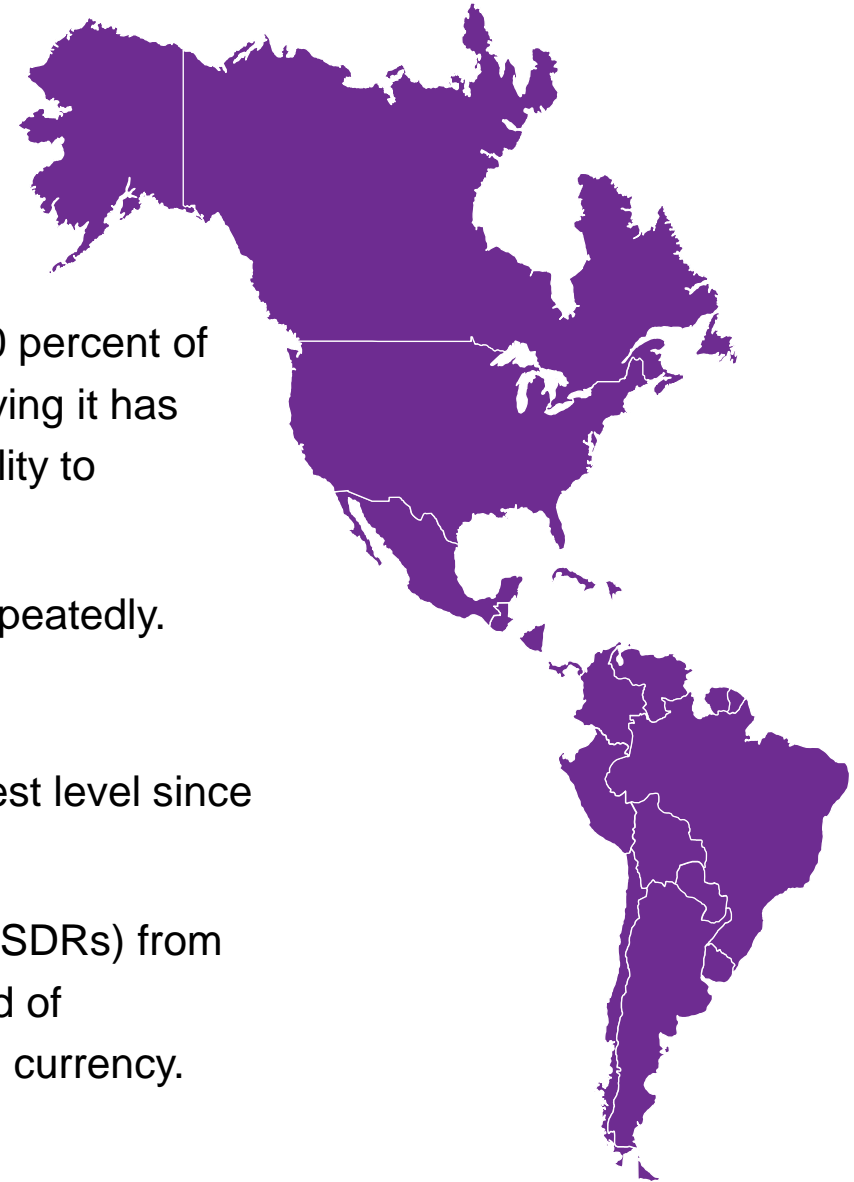 percent of
ving it has
lity to
peatedly.
est level since
SDRs) from
d of
currency.